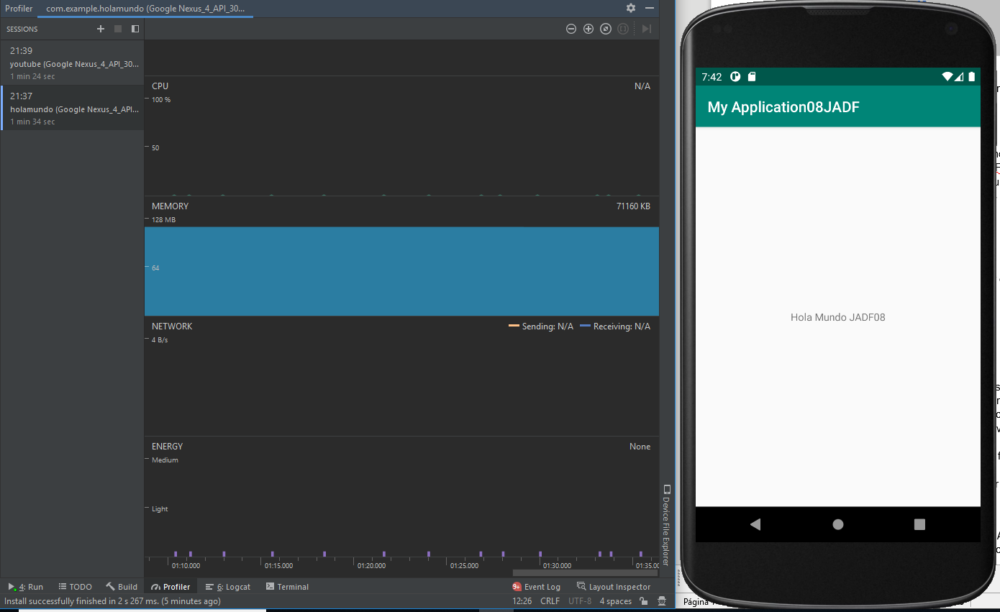 Profiler com.example.holamundo (Google Nexus_4_API_30...
SESSIONS
21:39
youtube (Google Nexus_4_API_30...
1 min 24 sec
21:37
holamundo (Google Nexus_4_API...
1 min 34 sec
CPU N/A
100 %
50
MEMORY 71160 KB
128 MB
64
NETWORK Sending: N/A Receiving: N/A
4 B/s
ENERGY None
Medium
Light
01:10.000 01:15.000 01:20.000 01:25.000 01:30.000 01:35.00
Device File Explorer
4: Run TODO Build Profiler 6: Logcat Terminal 9+ Event Log Layout Inspector
Install successfully finished in 2 s 267 ms. (5 minutes ago) 12:26 CRLF UTF-8 4 spaces
7:42
My Application08JADF
Hola Mundo JADF08
Página